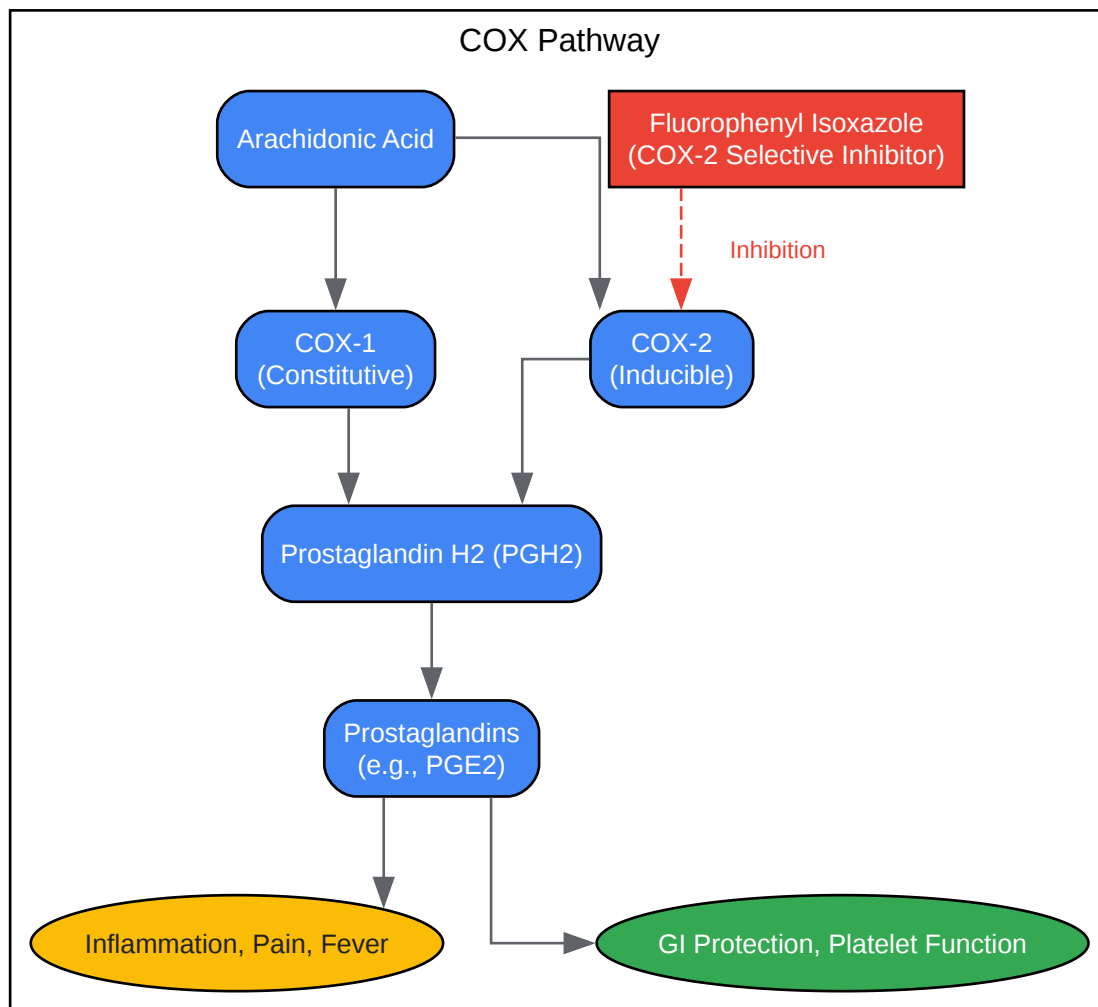 COX Pathway
Arachidonic Acid
Fluorophenyl Isoxazole
(COX-2 Selective Inhibitor)
Inhibition
COX-1
(Constitutive)
COX-2
(Inducible)
Prostaglandin H2 (PGH2)
Prostaglandins
(e.g., PGE2)
Inflammation, Pain, Fever
GI Protection, Platelet Function